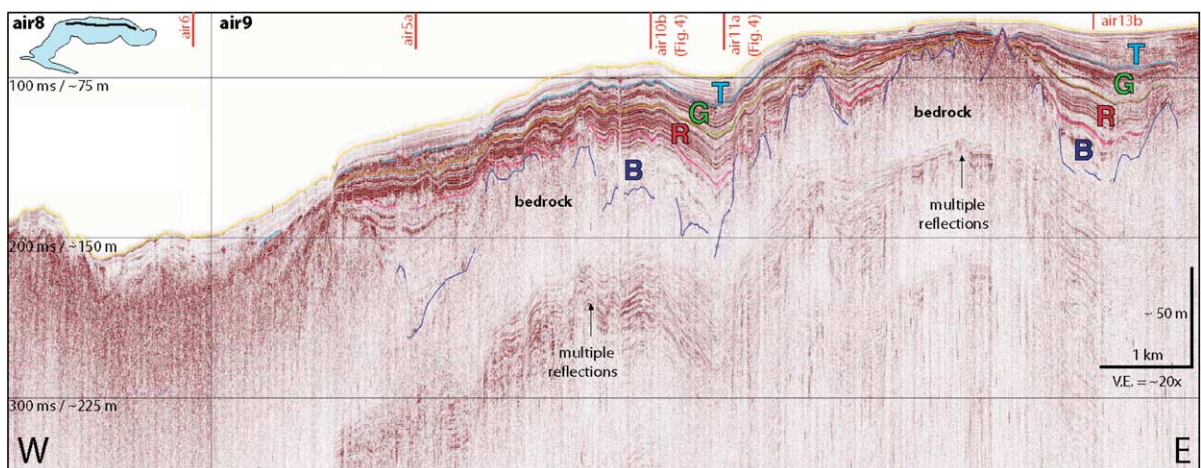 air8
air6
air9
air5a
air10b
(Fig. 4)
air11a
(Fig. 4)
air13b
100 ms / ~75 m
T
G
R
B
bedrock
T
G
R
B
bedrock
multiple
reflections
200 ms / ~150 m
multiple
reflections
~ 50 m
1 km
V.E. = ~20x
300 ms / ~225 m
W
E